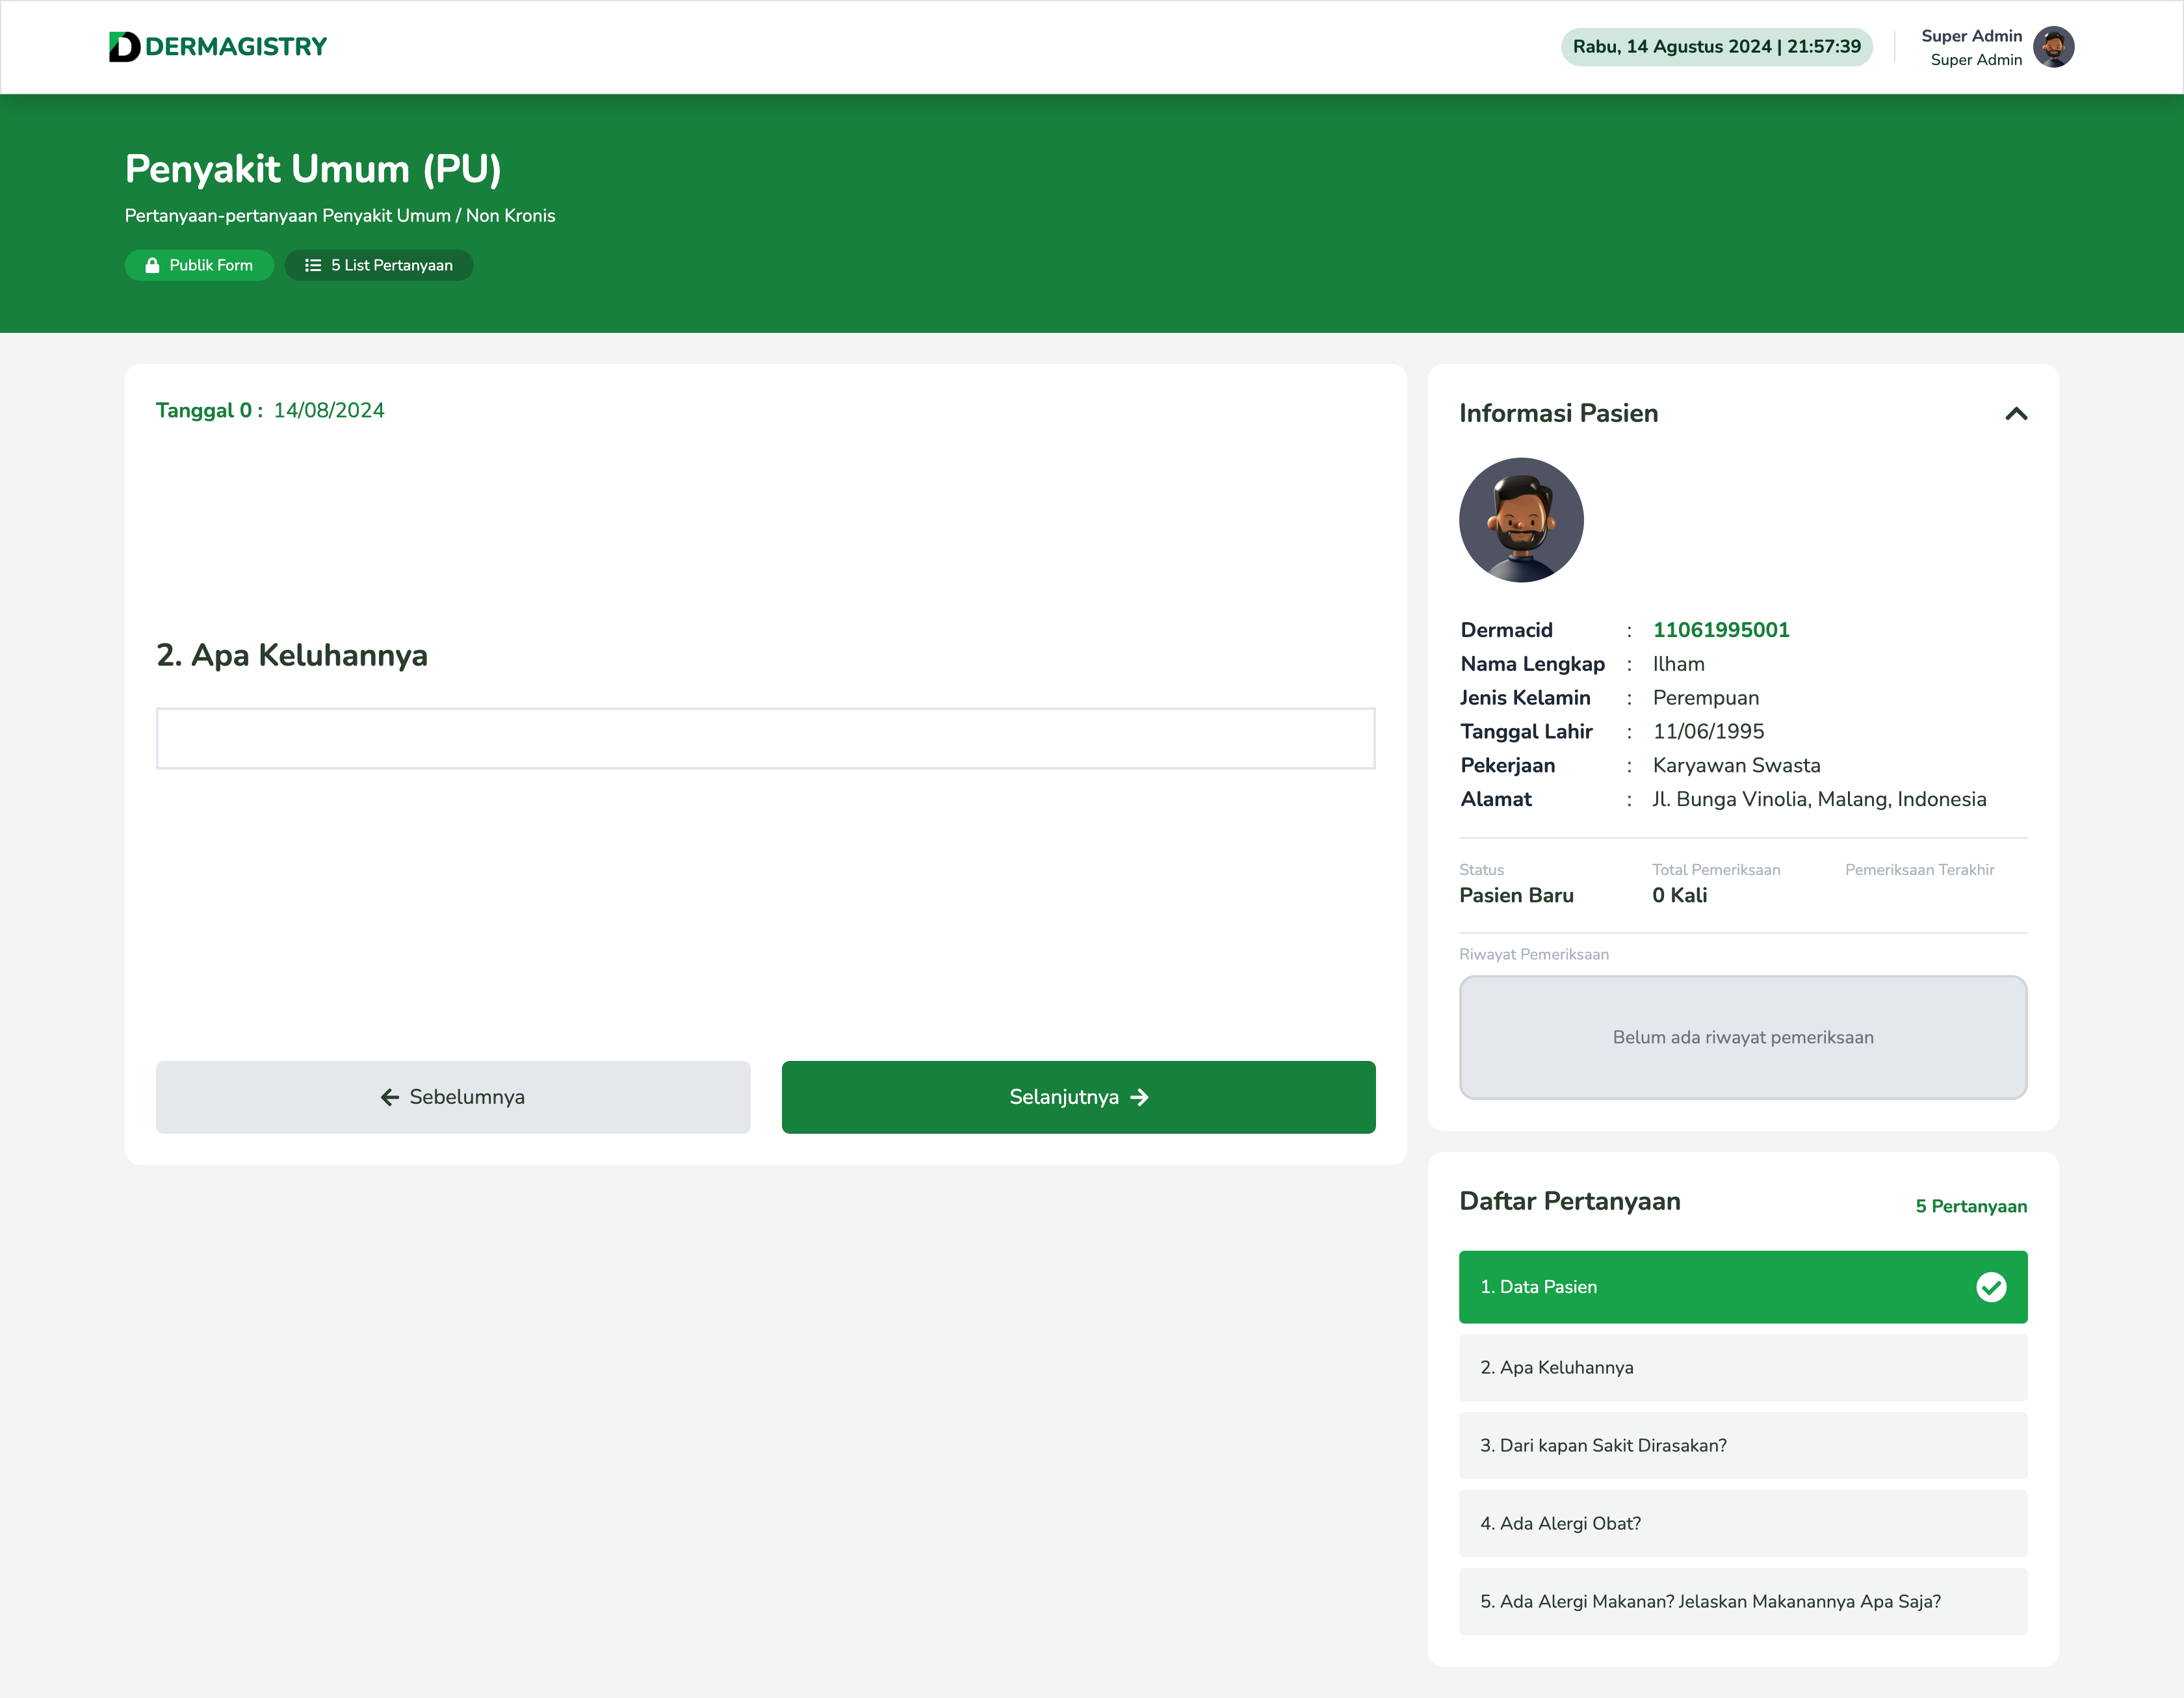 DERMAGISTRY
Rabu, 14 Agustus 2024 | 21:57:39
Super Admin
Super Admin
Penyakit Umum (PU)
Pertanyaan-pertanyaan Penyakit Umum / Non Kronis
Publik Form
5 List Pertanyaan
Tanggal 0 : 14/08/2024
2. Apa Keluhannya
Sebelumnya
Selanjutnya
Informasi Pasien
Dermacid : 11061995001
Nama Lengkap : Ilham
Jenis Kelamin : Perempuan
Tanggal Lahir : 11/06/1995
Pekerjaan : Karyawan Swasta
Alamat : Jl. Bunga Vinolia, Malang, Indonesia
Status Total Pemeriksaan Pemeriksaan Terakhir
Pasien Baru 0 Kali
Riwayat Pemeriksaan
Belum ada riwayat pemeriksaan
Daftar Pertanyaan
5 Pertanyaan
1. Data Pasien
2. Apa Keluhannya
3. Dari kapan Sakit Dirasakan?
4. Ada Alergi Obat?
5. Ada Alergi Makanan? Jelaskan Makanannya Apa Saja?